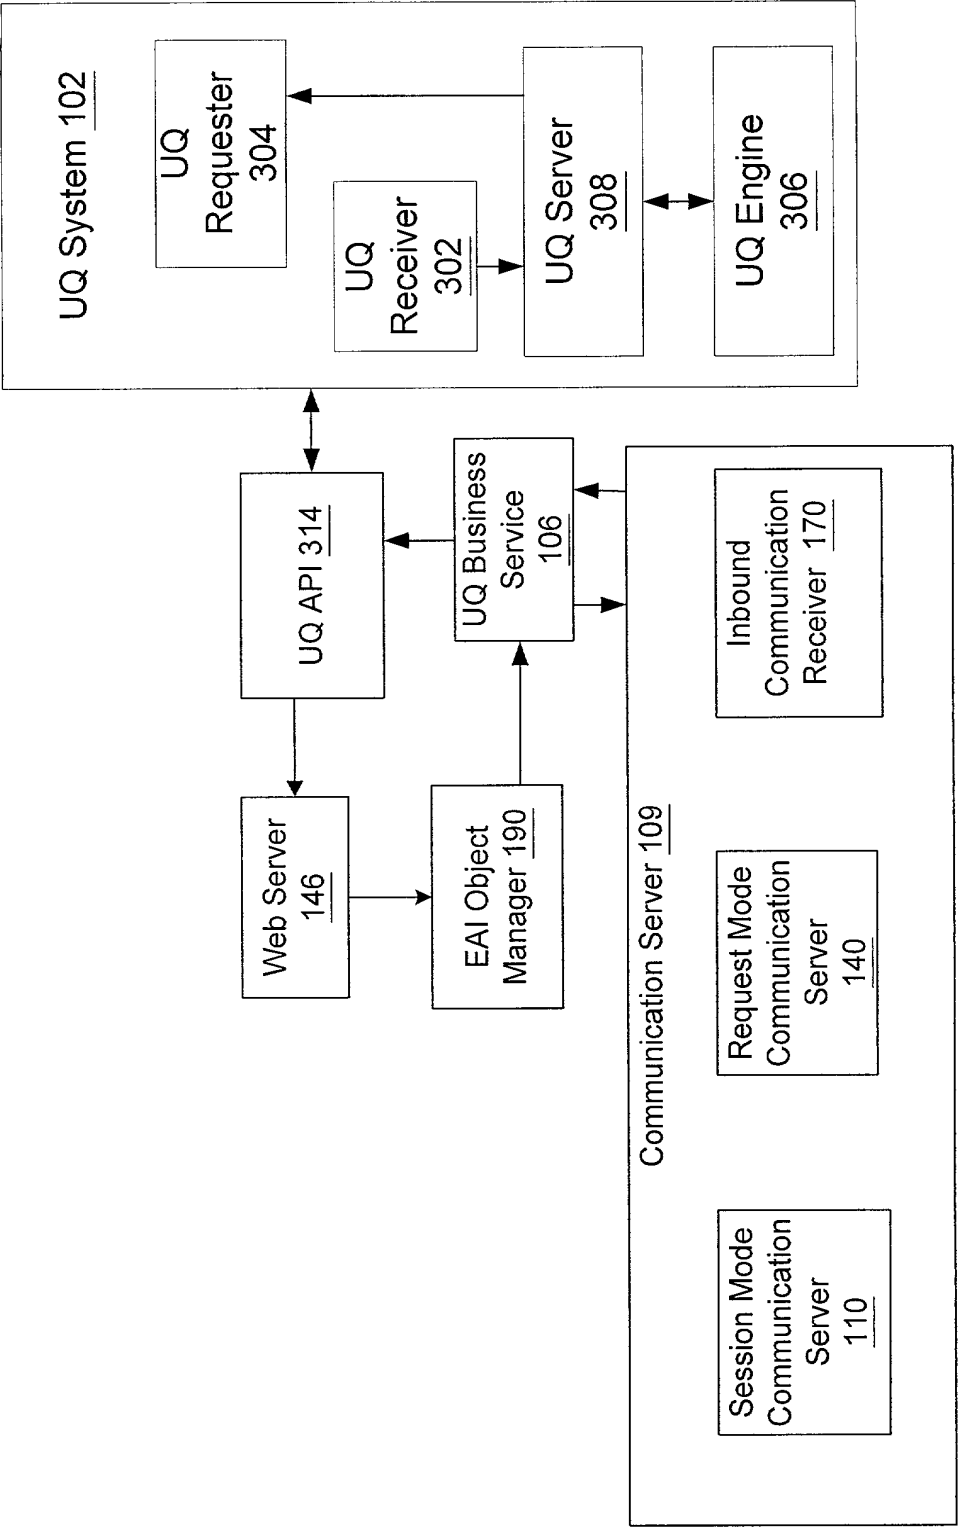 UQ System 102
UQ
Requester
304
UQ
Receiver
302
UQ Server
308
UQ Engine
306
UQ API 314
UQ Business
Service
106
Web Server
146
EAI Object
Manager 190
Communication Server 109
Session Mode
Communication
Server
110
Request Mode
Communication
Server
140
Inbound
Communication
Receiver 170